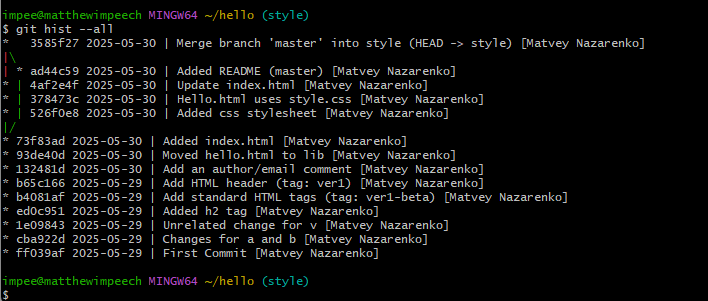 impee@matthewimpeech MINGW64 ~/hello (style)
$ git hist --all
*   3585f27 2025-05-30 | Merge branch 'master' into style (HEAD -> style) [Matvey Nazarenko]
|\
| * ad44c59 2025-05-30 | Added README (master) [Matvey Nazarenko]
* | 4af2e4f 2025-05-30 | Update index.html [Matvey Nazarenko]
* | 378473c 2025-05-30 | Hello.html uses style.css [Matvey Nazarenko]
* | 526f0e8 2025-05-30 | Added css stylesheet [Matvey Nazarenko]
|/
* 73f83ad 2025-05-30 | Added index.html [Matvey Nazarenko]
* 93de40d 2025-05-30 | Moved hello.html to lib [Matvey Nazarenko]
* 132481d 2025-05-30 | Add an author/email comment [Matvey Nazarenko]
* b65c166 2025-05-29 | Add HTML header (tag: ver1) [Matvey Nazarenko]
* b4081af 2025-05-29 | Add standard HTML tags (tag: ver1-beta) [Matvey Nazarenko]
* ed0c951 2025-05-29 | Added h2 tag [Matvey Nazarenko]
* 1e09843 2025-05-29 | Unrelated change for v [Matvey Nazarenko]
* cba922d 2025-05-29 | Changes for a and b [Matvey Nazarenko]
* ff039af 2025-05-29 | First Commit [Matvey Nazarenko]
impee@matthewimpeech MINGW64 ~/hello (style)
$